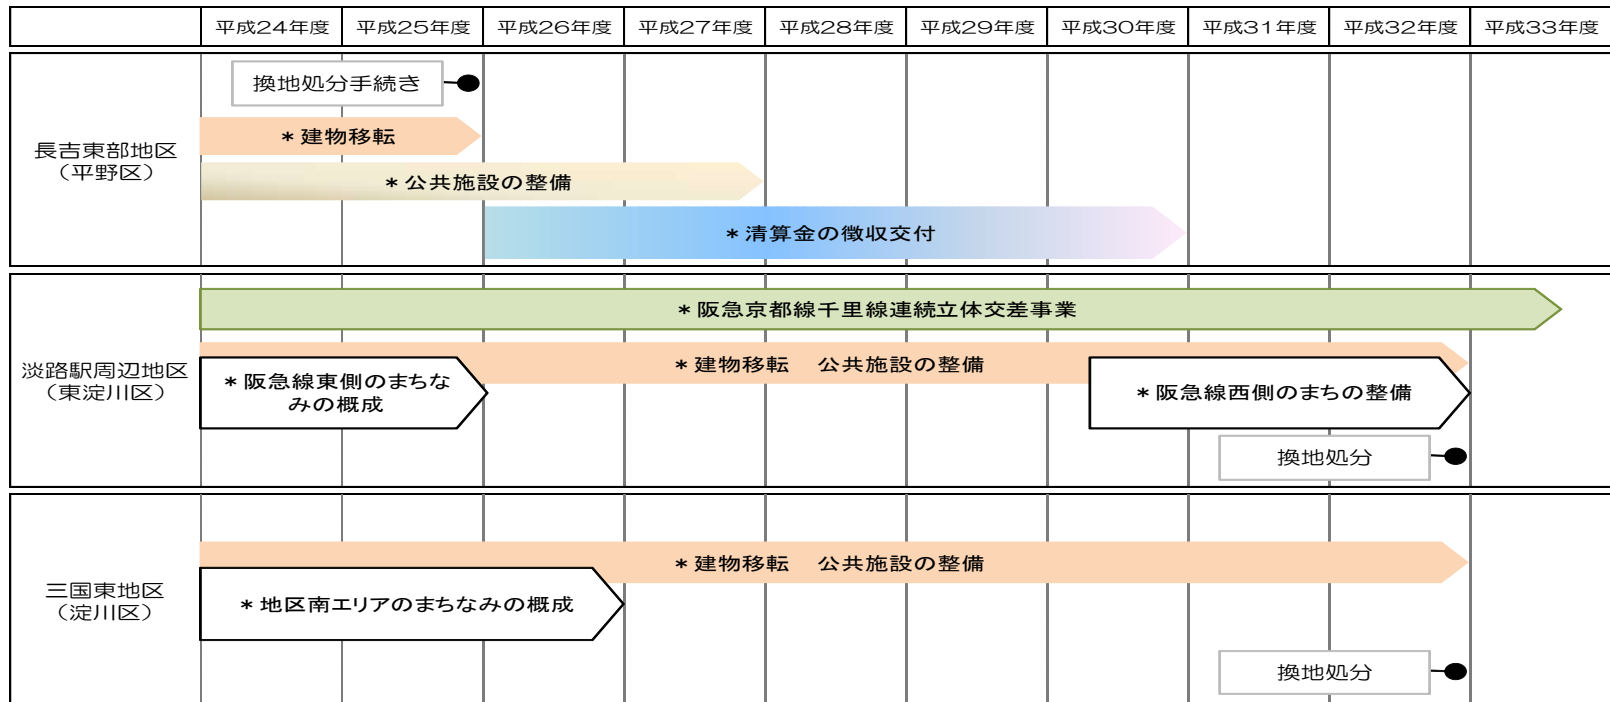 平成24年度 平成25年度 平成26年度 平成27年度 平成28年度 平成29年度 平成30年度 平成31年度 平成32年度 平成33年度
長吉東部地区
（平野区）
換地処分手続き
＊建物移転
＊公共施設の整備
＊清算金の徴収交付
淡路駅周辺地区
（東淀川区）
＊阪急京都線千里線連続立体交差事業
＊建物移転　公共施設の整備
＊阪急線東側のまちな
みの概成
＊阪急線西側のまちの整備
換地処分
三国東地区
（淀川区）
＊建物移転　公共施設の整備
＊地区南エリアのまちなみの概成
換地処分